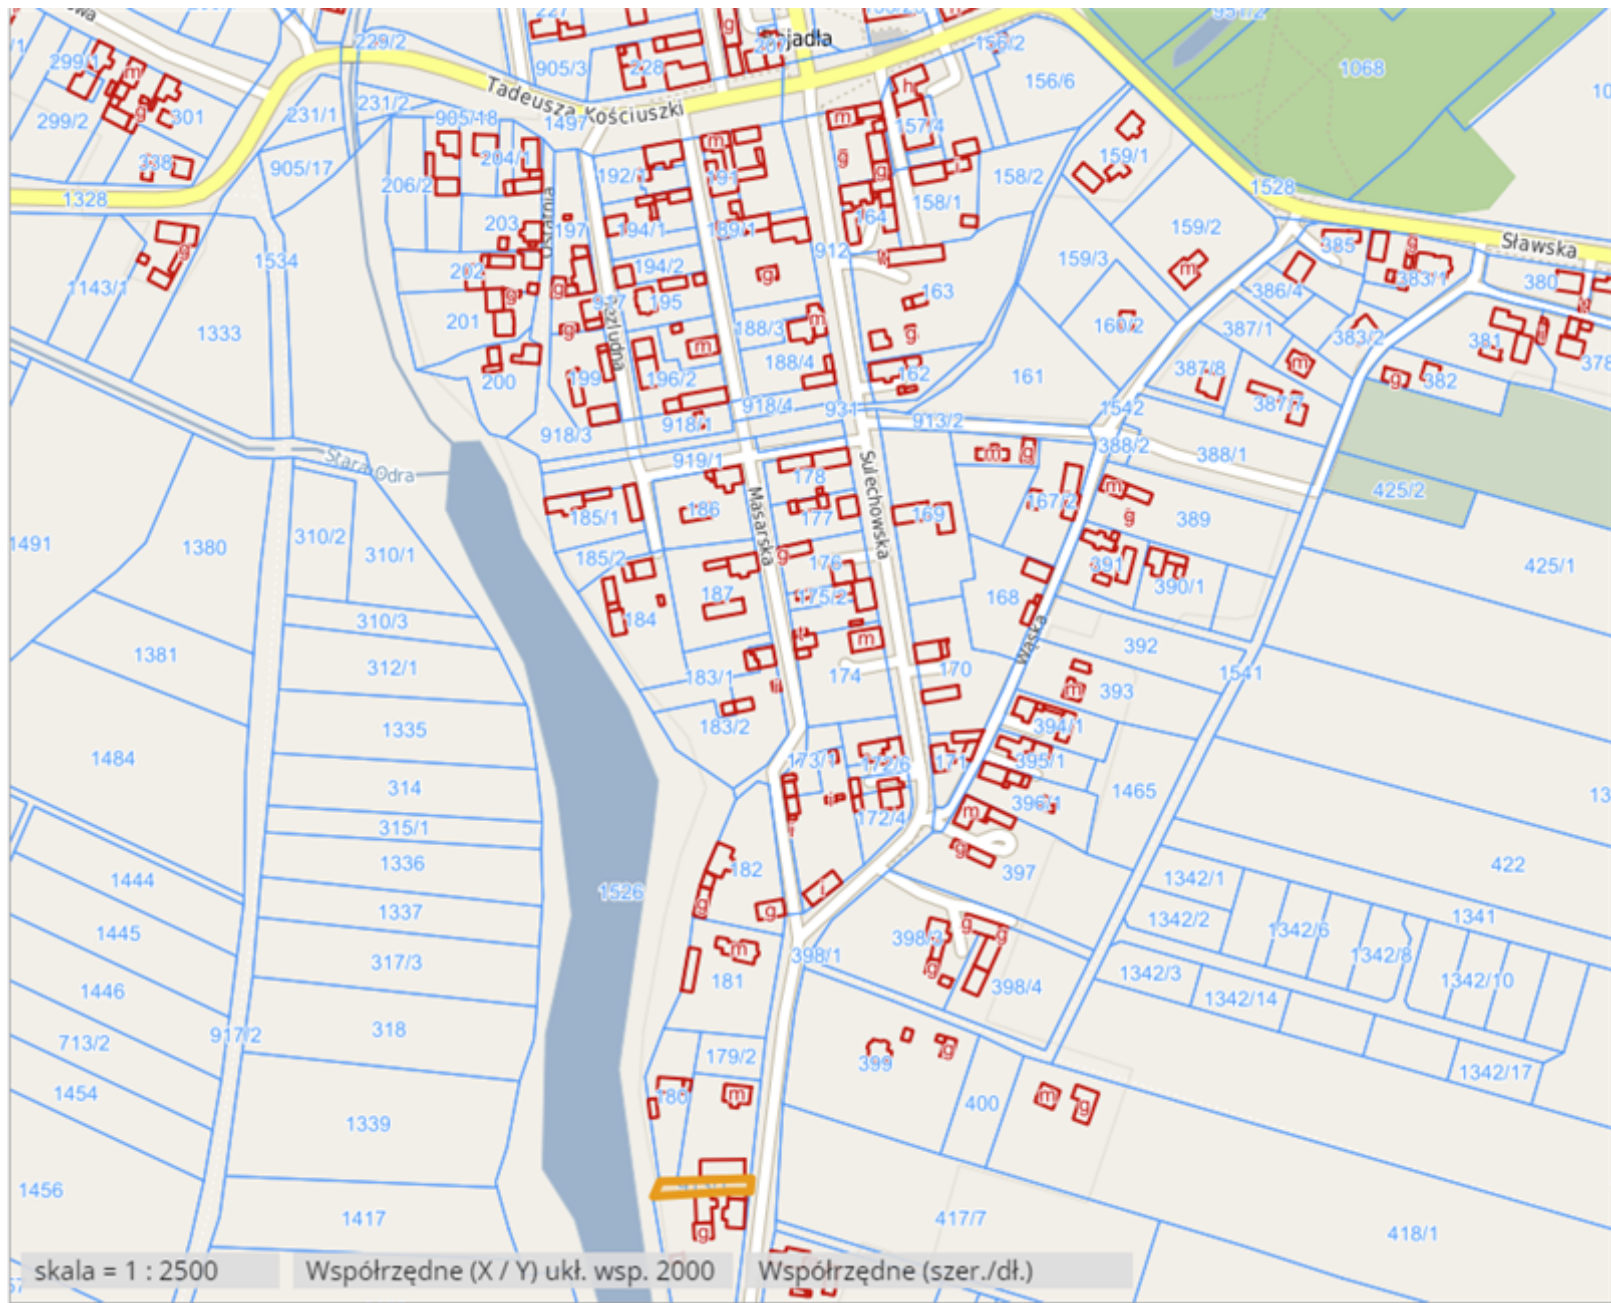 227
229/2
jadła
156/2
951/2
299/1
m
g
301
299/2
338
905/3
228
g
1068
156/6
231/1
231/2
905/18
1497
Tadeusza Kościuszki
h
157/4
m
g
g
159/1
905/17
206/2
204/1
m
191
158/2
1528
1328
203
Ostatnia
197
194/1
189/1
164
158/1
159/2
Sławska
g
1534
202
g
g
194/2
g
912
159/3
m
385
g
383/1
380
1143/1
386/4
1333
201
g
195
188/3
m
163
g
160/2
387/1
383/2
381
378
200
199
m
196/2
188/4
162
161
387/8
m
g
382
387/7
918/3
918/1
918/4
931
913/2
1542
388/2
388/1
Stara Odra
919/1
178
m
g
425/2
1491
1380
310/2
310/1
185/1
186
Masarska
177
Sulechowska
169
167/2
m
g
389
185/2
g
176
391
390/1
425/1
310/3
184
187
175/2
168
Wąska
1381
312/1
183/1
m
174
170
392
1541
m
393
1335
183/2
394/1
1484
314
173/1
172/6
171
395/1
1465
172/4
m
396/1
315/1
1336
182
g
397
422
1444
1526
g
g
i
1342/1
1337
1445
398/3
g
g
1342/2
1342/6
1341
m
398/1
g
1342/8
317/3
181
398/4
1342/3
1342/10
1446
1342/14
318
917/2
713/2
179/2
399
g
1342/17
1454
180
m
400
m
g
1339
1456
1417
g
417/7
418/1
skala = 1 : 2500
Współrzędne (X / Y) ukł. wsp. 2000
Współrzędne (szer./dł.)